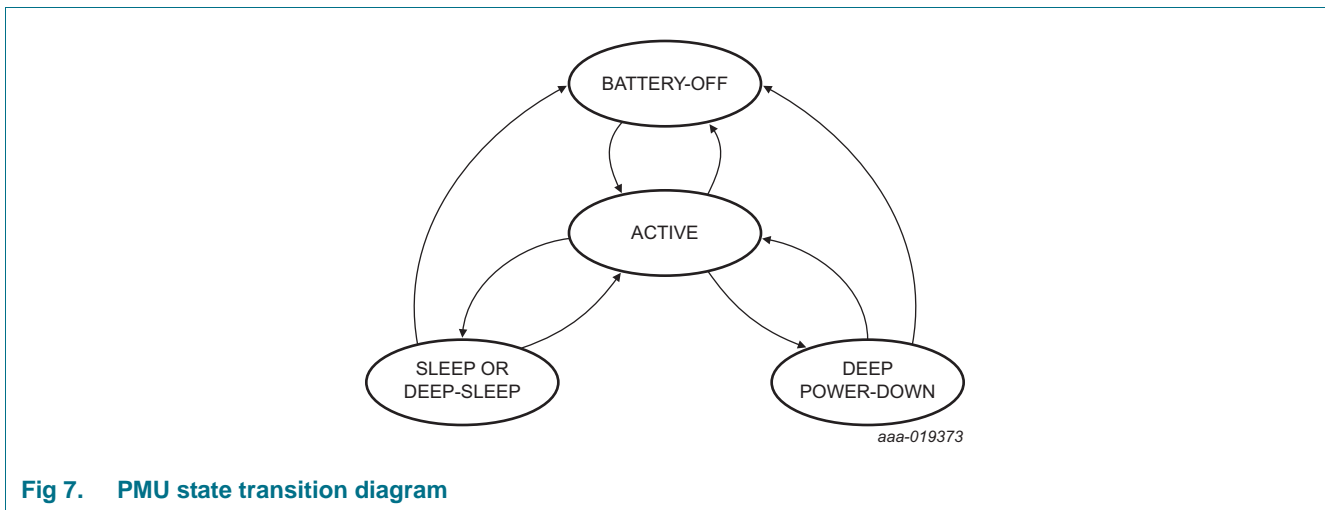 BATTERY-OFF
ACTIVE
SLEEP OR
DEEP-SLEEP
DEEP
POWER-DOWN
aaa-019373
Fig 7. PMU state transition diagram